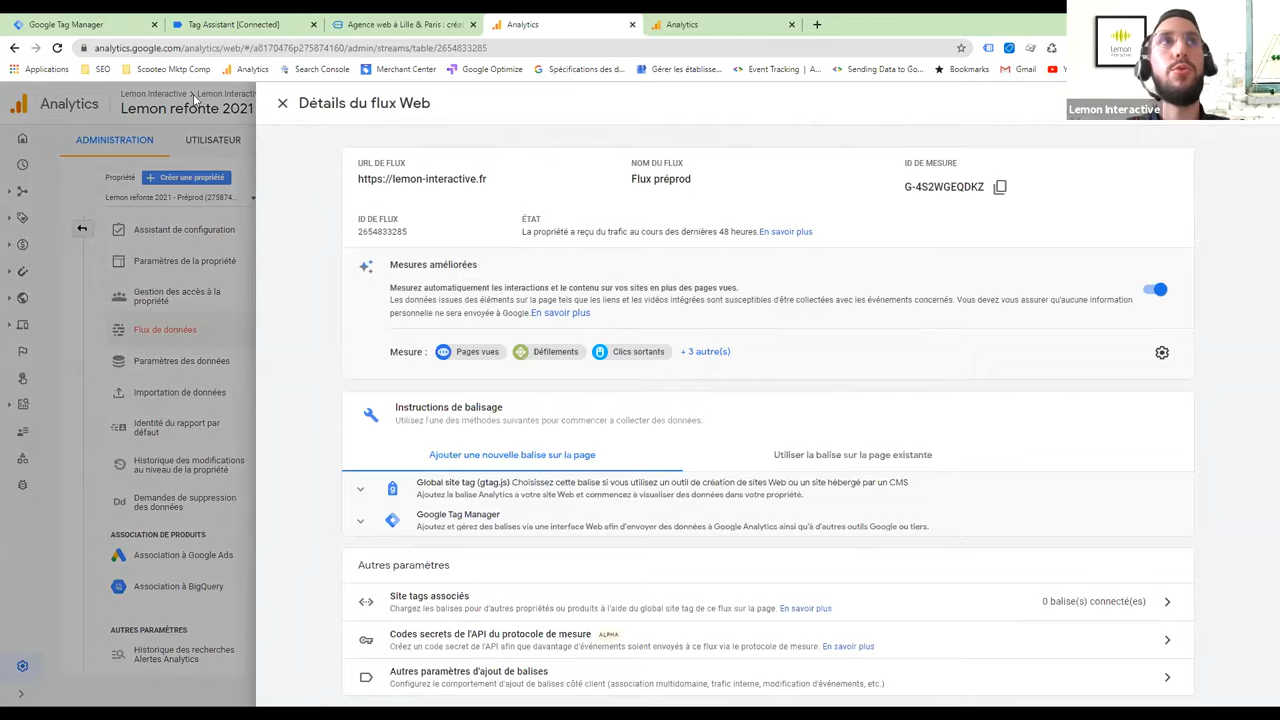 Google Tag Manager
Tag Assistant [Connected]
Agence web à Lille & Paris : créa
Analytics
Analytics
analytics.google.com/analytics/web/#/a8170476p275874160/admin/streams/table/2654833285
Applications
SEO
Scooteo Mktp Comp
Analytics
Search Console
Merchant Center
Google Optimize
Spécifications des d...
Gérer les établisse...
Event Tracking | A...
Sending Data to Go...
Bookmarks
Gmail
Lemon interactive
Lemon Interactive
Analytics
Lemon Interactive > Lemon Interacti
Lemon refonte 2021
ADMINISTRATION
UTILISATEUR
Propriété
Créer une propriété
Lemon refonte 2021 - Préprod (275874...
Assistant de configuration
Paramètres de la propriété
Gestion des accès à la
propriété
Flux de données
Paramètres des données
Importation de données
Identité du rapport par
défaut
Historique des modifications
au niveau de la propriété
Dd
Demandes de suppression
des données
ASSOCIATION DE PRODUITS
Association à Google Ads
Association à BigQuery
AUTRES PARAMÈTRES
Historique des recherches
Alertes Analytics
Détails du flux Web
URL DE FLUX
https://lemon-interactive.fr
NOM DU FLUX
Flux préprod
ID DE MESURE
G-4S2WGEQDKZ
ID DE FLUX
2654833285
ÉTAT
La propriété a reçu du trafic au cours des dernières 48 heures.En savoir plus
Mesures améliorées
Mesurez automatiquement les interactions et le contenu sur vos sites en plus des pages vues.
Les données issues des éléments sur la page tels que les liens et les vidéos intégrés sont susceptibles d'être collectées avec les événements concernés. Vous devez vous assurer qu'aucune information
personnelle ne sera envoyée à Google.En savoir plus
Mesure :
Pages vues
Défilements
Clics sortants
+ 3 autre(s)
Instructions de balisage
Utilisez l'une des méthodes suivantes pour commencer à collecter des données.
Ajouter une nouvelle balise sur la page
Utiliser la balise sur la page existante
Global site tag (gtag.js) Choisissez cette balise si vous utilisez un outil de création de sites Web ou un site hébergé par un CMS
Ajoutez la balise Analytics à votre site Web et commencez à visualiser des données dans votre propriété.
Google Tag Manager
Ajoutez et gérez des balises via une interface Web afin d'envoyer des données à Google Analytics ainsi qu'à d'autres outils Google ou tiers.
Autres paramètres
Site tags associés
Chargez les balises pour d'autres propriétés ou produits à l'aide du global site tag de ce flux sur la page. En savoir plus
0 balise(s) connecté(es)
Codes secrets de l'API du protocole de mesure ALPHA
Créez un code secret de l'API afin que davantage d'événements soient envoyés à ce flux via le protocole de mesure. En savoir plus
Autres paramètres d'ajout de balises
Configurez le comportement d'ajout de balises côté client (association multidomaine, trafic interne, modification d'événements, etc.)